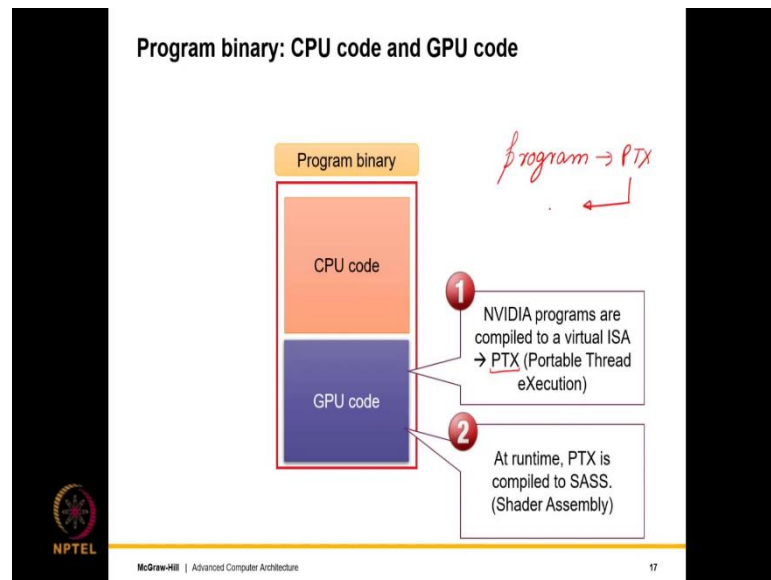 Program binary: CPU code and GPU code
program → PTX
Program binary
CPU code
GPU code
1
NVIDIA programs are
compiled to a virtual ISA
→ PTX (Portable Thread
eXecution)
2
At runtime, PTX is
compiled to SASS.
(Shader Assembly)
NPTEL
McGraw-Hill | Advanced Computer Architecture
17